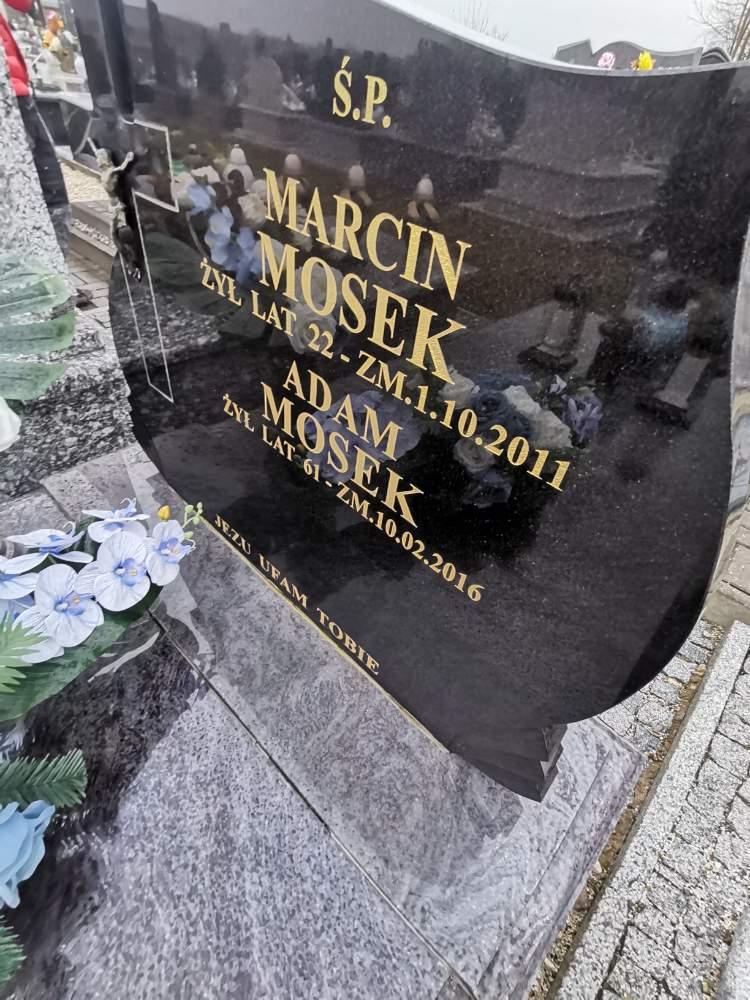 Ś.P.
MARCIN
MOSEK
ŻYŁ LAT 22 - ZM.1.10.2011
ADAM
MOSEK
ŻYŁ LAT 61 - ZM.10.02.2016
JEZU UFAM TOBIE